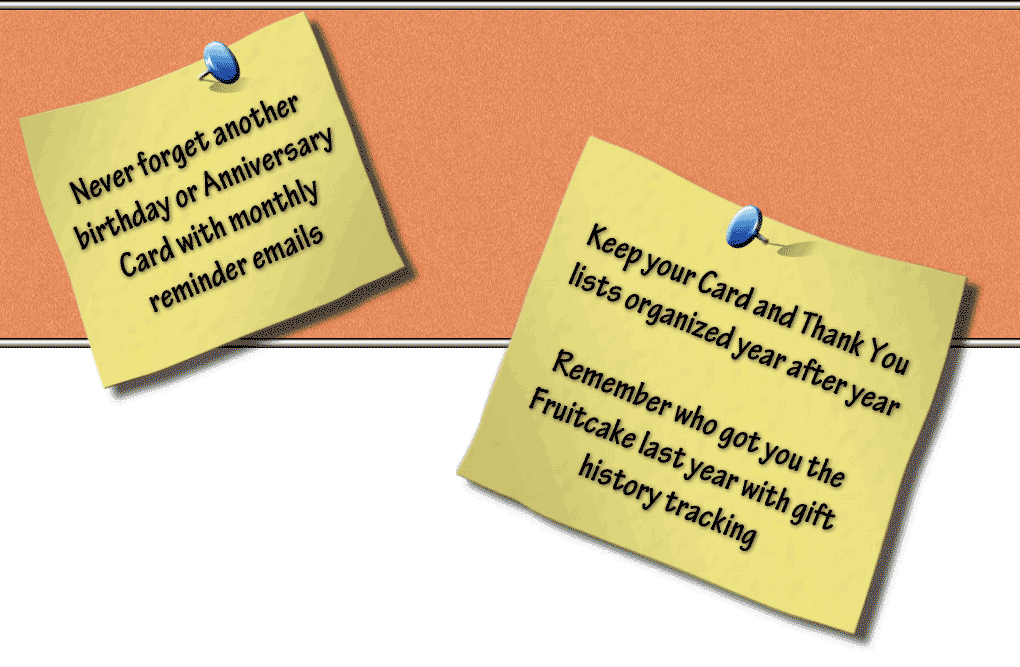 Never forget another
birthday or Anniversary
Card with monthly
reminder emails
Keep your Card and Thank You
lists organized year after year
Remember who got you the
Fruitcake last year with gift
history tracking